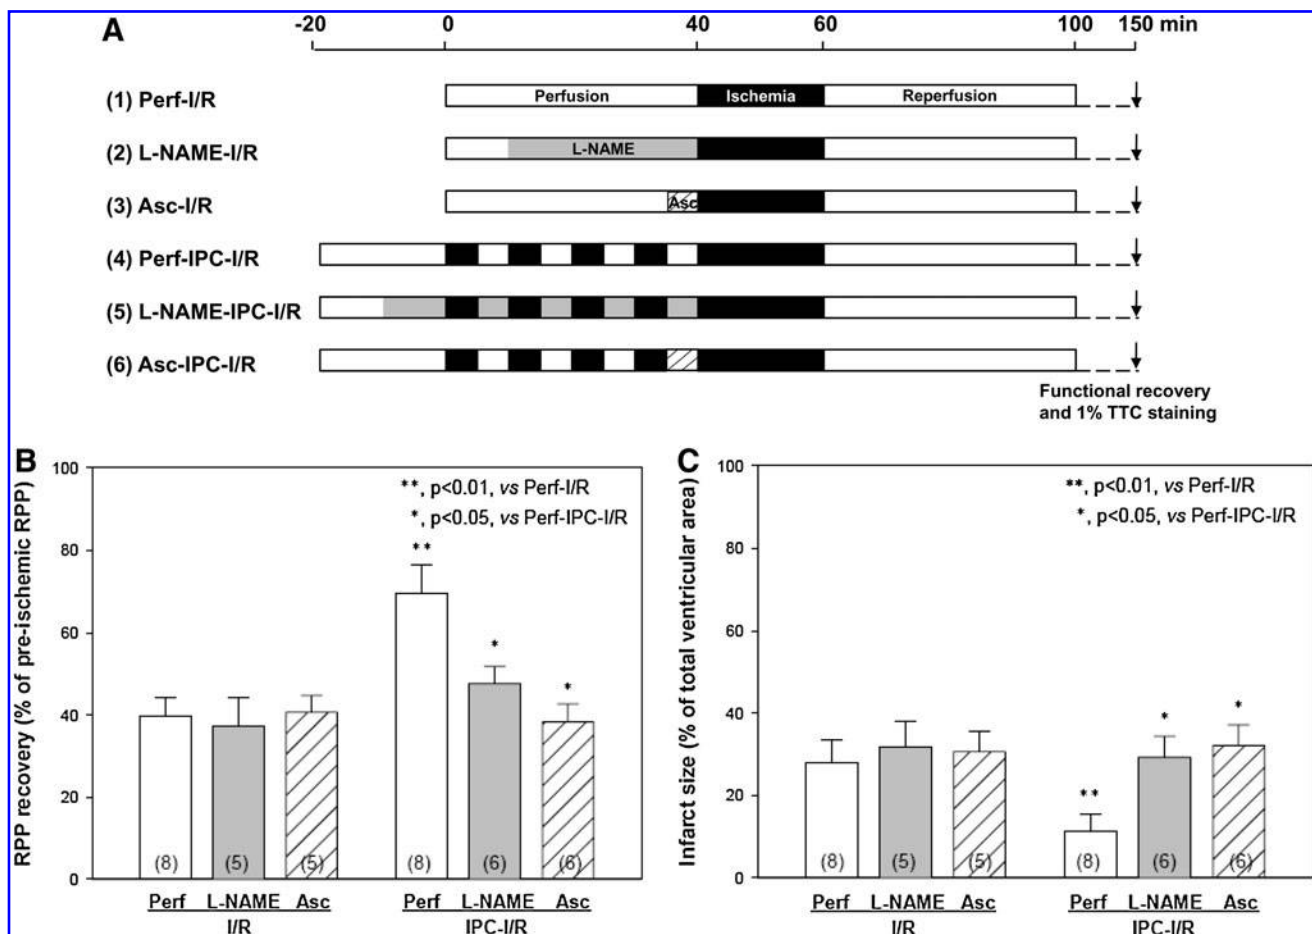 A
-20 0 40 60 100 150 min
(1) Perf-I/R Perfusion Ischemia Reperfusion
(2) L-NAME-I/R L-NAME
(3) Asc-I/R Asc
(4) Perf-IPC-I/R
(5) L-NAME-IPC-I/R
(6) Asc-IPC-I/R
Functional recovery
and 1% TTC staining
B
RPP recovery (% of pre-ischemic RPP)
100
80
60
40
20
0
**, p<0.01, vs Perf-I/R
*, p<0.05, vs Perf-IPC-I/R
**
*
*
(8) (5) (5) (8) (6) (6)
Perf L-NAME Asc Perf L-NAME Asc
I/R IPC-I/R
C
Infarct size (% of total ventricular area)
100
80
60
40
20
0
**, p<0.01, vs Perf-I/R
*, p<0.05, vs Perf-IPC-I/R
**
*
*
(8) (5) (5) (8) (6) (6)
Perf L-NAME Asc Perf L-NAME Asc
I/R IPC-I/R